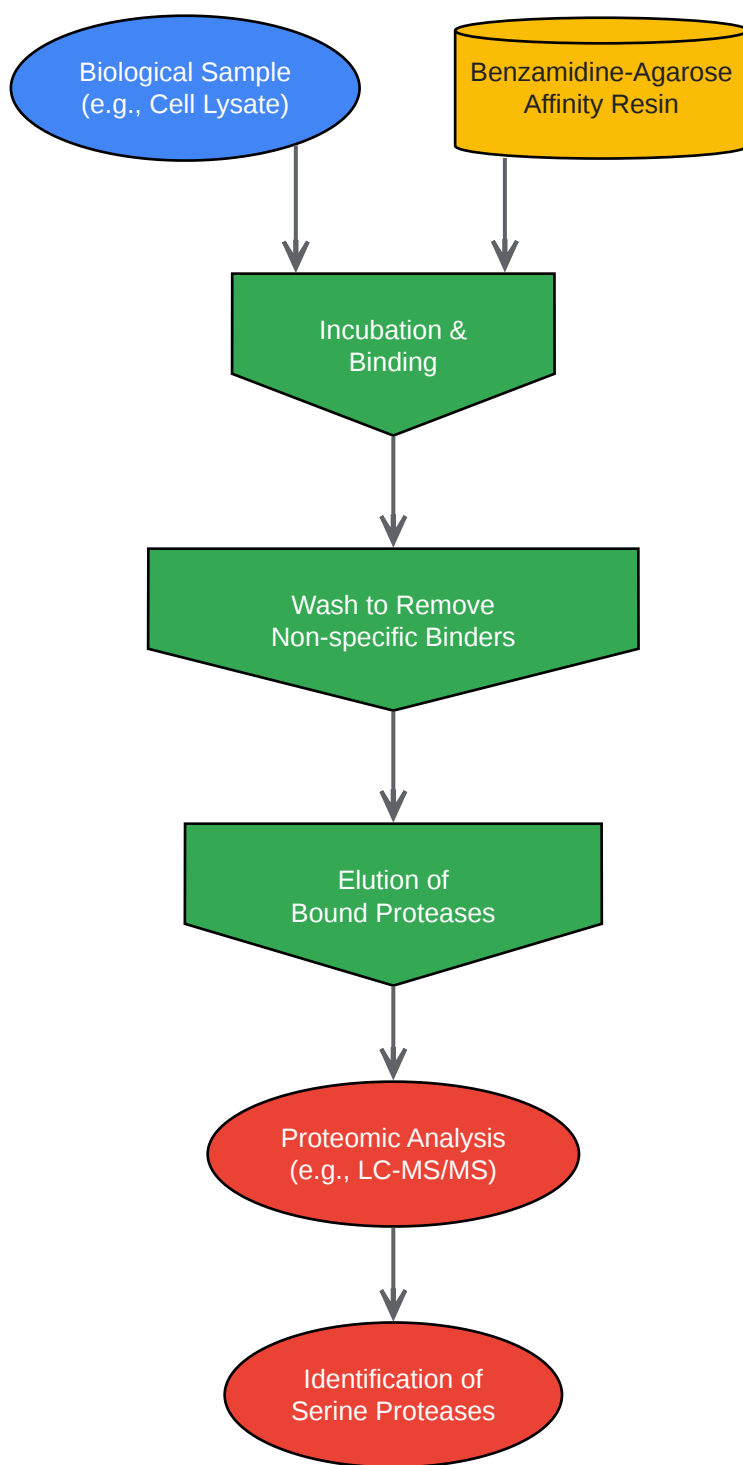 Biological Sample
(e.g., Cell Lysate)
Benzamidine-Agarose
Affinity Resin
Incubation &
Binding
Wash to Remove
Non-specific Binders
Elution of
Bound Proteases
Proteomic Analysis
(e.g., LC-MS/MS)
Identification of
Serine Proteases